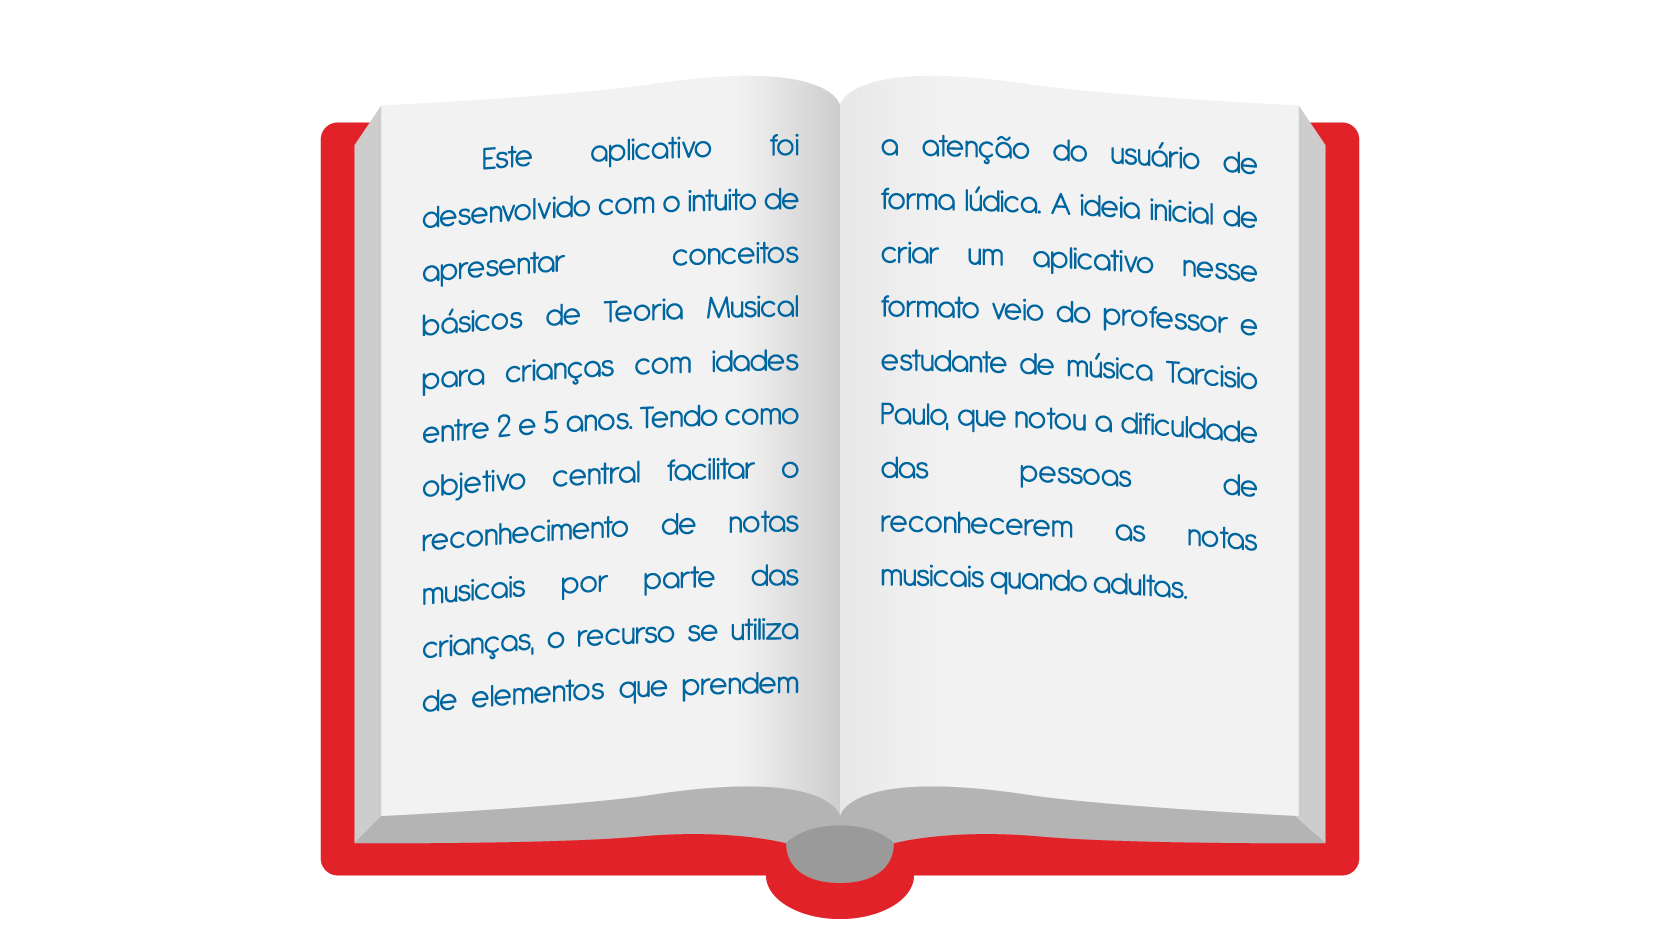 Este aplicativo foi
desenvolvido com o intuito de
apresentar conceitos
básicos de Teoria Musical
para crianças com idades
entre 2 e 5 anos. Tendo como
objetivo central facilitar o
reconhecimento de notas
musicais por parte das
crianças, o recurso se utiliza
de elementos que prendem
a atenção do usuário de
forma lúdica. A ideia inicial de
criar um aplicativo nesse
formato veio do professor e
estudante de música Tarcisio
Paulo, que notou a dificuldade
das pessoas de
reconhecerem as notas
musicais quando adultas.